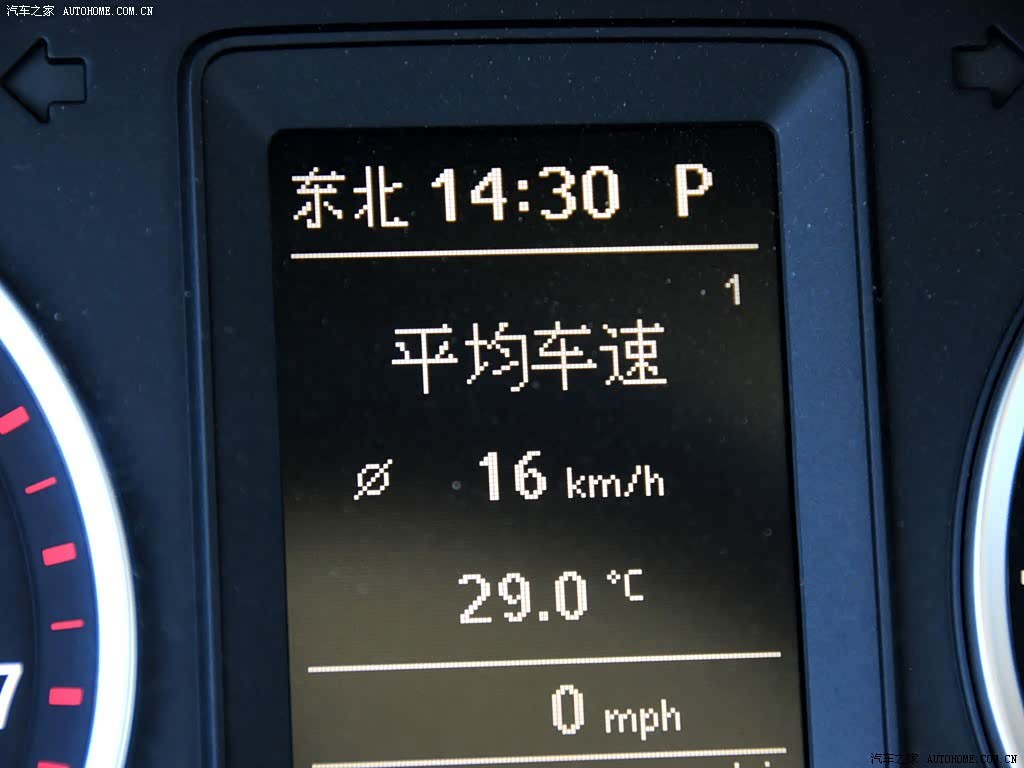 汽车之家 AUTOHOME.COM.CN
东北 14:30 P
1
平均车速
Ø 16 km/h
29.0 °C
0 mph
7
汽车之家 AUTOHOME.COM.CN